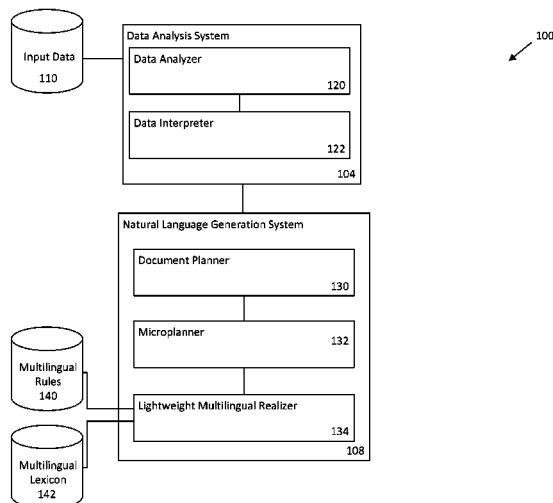 Input Data
110
Data Analysis System
Data Analyzer
120
Data Interpreter
122
104
100
Natural Language Generation System
Document Planner
130
Microplanner
132
Lightweight Multilingual Realizer
134
108
Multilingual
Rules
140
Multilingual
Lexicon
142